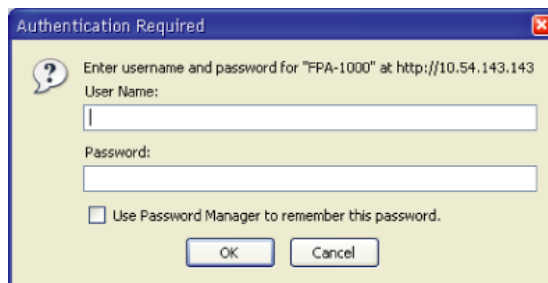 Authentication Required
Enter username and password for "FPA-1000" at http://10.54.143.143
User Name:
Password:
Use Password Manager to remember this password.
OK Cancel